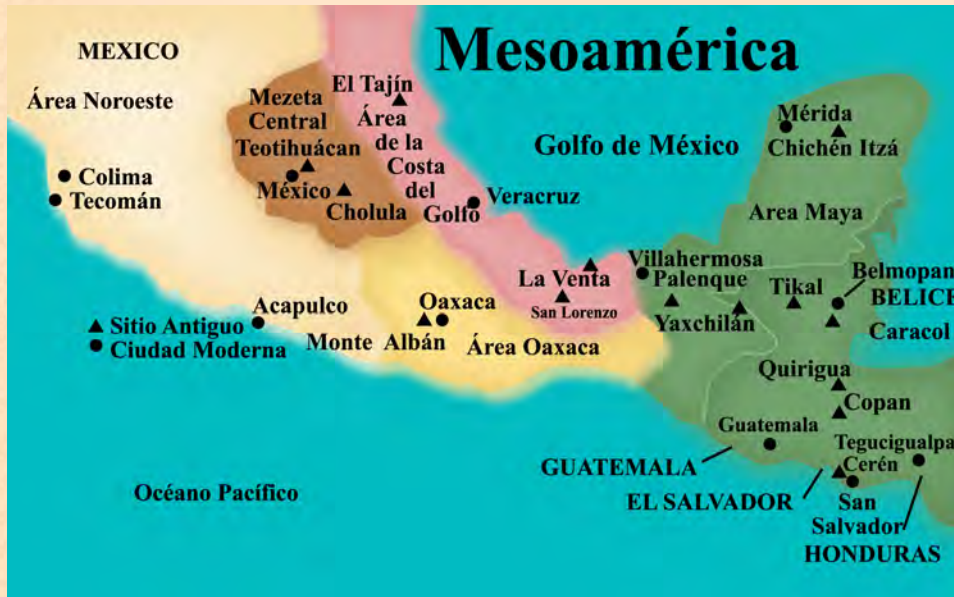 Mesoamérica
MEXICO
Área Noroeste
Mezeta
Central
Teotihuácan
México
Cholula
El Tajín
Área
de la
Costa
del
Golfo
Golfo de México
Veracruz
Colima
Tecomán
Mérida
Chichén Itzá
Area Maya
Villahermosa
Palenque
Yaxchilán
La Venta
San Lorenzo
Tikal
Belmopan
BELICE
Caracol
Acapulco
Oaxaca
Monte Albán
Área Oaxaca
Sitio Antiguo
Ciudad Moderna
Quirigua
Copan
Guatemala
Tegucigualpa
Cerén
GUATEMALA
EL SALVADOR
San
Salvador
HONDURAS
Océano Pacífico